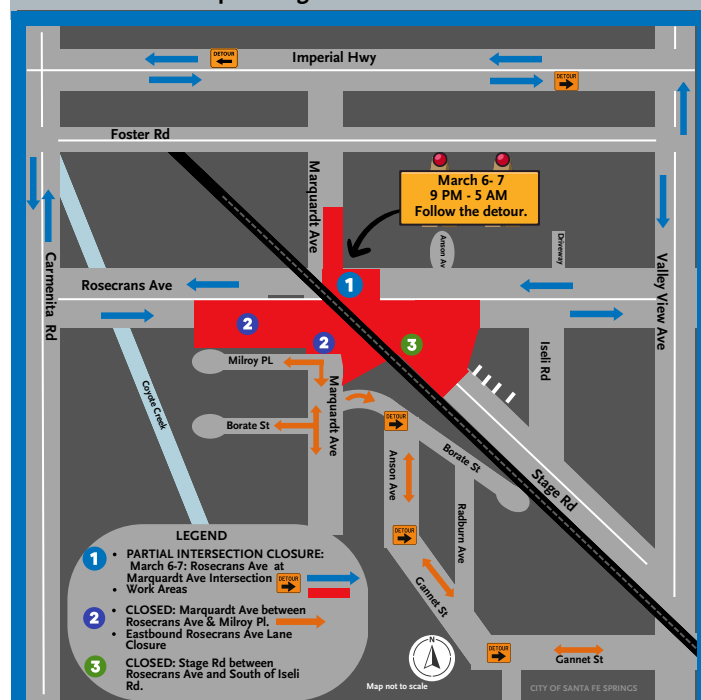 DETOUR
Imperial Hwy
DETOUR
Foster Rd
Marquardt Ave
March 6- 7
9 PM - 5 AM
Follow the detour.
Anson Av
Driveway
Carmenita Rd
Rosecrans Ave
1
Valley View Ave
2
2
3
Milroy PL
Marquardt Ave
Iseli Rd
Coyote Creek
Borate St
DETOUR
Borate St
Anson Ave
Stage Rd
Radburn Ave
DETOUR
Gannet St
DETOUR
Gannet St
LEGEND
1
• PARTIAL INTERSECTION CLOSURE:
March 6-7: Rosecrans Ave at
Marquardt Ave Intersection DETOUR
• Work Areas
2
• CLOSED: Marquardt Ave between
Rosecrans Ave & Milroy Pl.
• Eastbound Rosecrans Ave Lane
Closure
3
CLOSED: Stage Rd between
Rosecrans Ave and South of Iseli
Rd.
N
Map not to scale
CITY OF SANTA FE SPRINGS